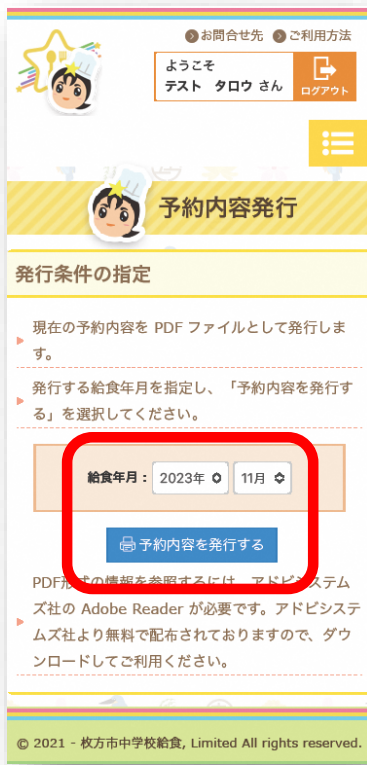 お問合せ先 ご利用方法
ようこそ
テスト タロウ さん
ログアウト
予約内容発行
発行条件の指定
現在の予約内容を PDF ファイルとして発行しま
す。
発行する給食年月を指定し、「予約内容を発行す
る」を選択してください。
給食年月： 2023年 11月
予約内容を発行する
PDF形式の情報を参照するには、アドビシステム
ズ社の Adobe Reader が必要です。アドビシステ
ムズ社より無料で配布されておりますので、ダウ
ンロードしてご利用ください。
© 2021 - 枚方市中学校給食, Limited All rights reserved.